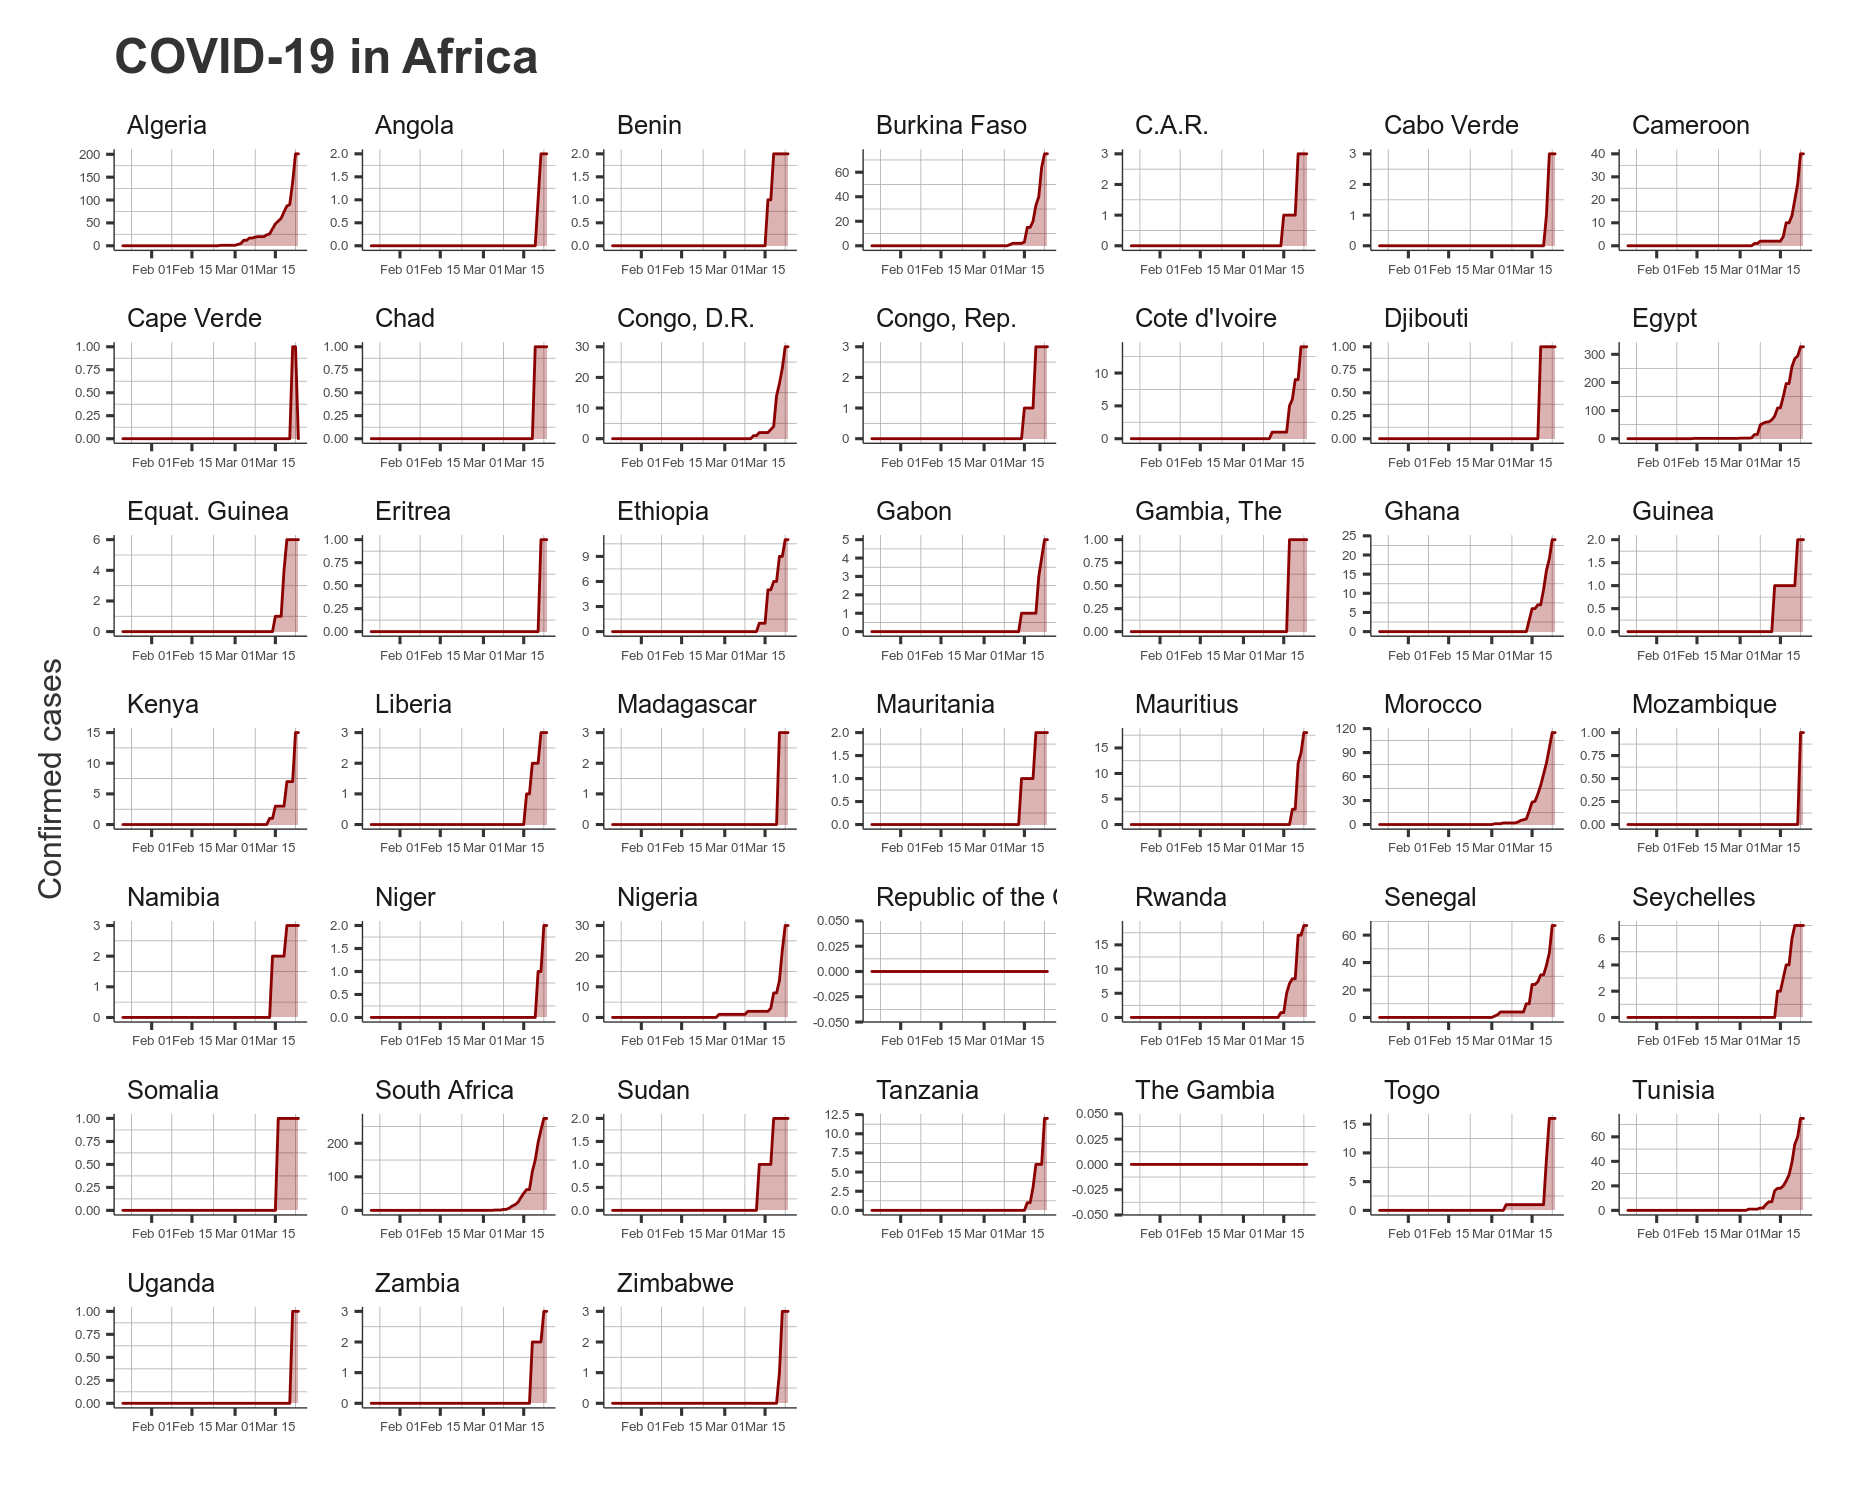 COVID-19 in Africa
Confirmed cases
Algeria
200
150
100
50
0
Feb 01 Feb 15 Mar 01 Mar 15
Angola
2.0
1.5
1.0
0.5
0.0
Feb 01 Feb 15 Mar 01 Mar 15
Benin
2.0
1.5
1.0
0.5
0.0
Feb 01 Feb 15 Mar 01 Mar 15
Burkina Faso
60
40
20
0
Feb 01 Feb 15 Mar 01 Mar 15
C.A.R.
3
2
1
0
Feb 01 Feb 15 Mar 01 Mar 15
Cabo Verde
3
2
1
0
Feb 01 Feb 15 Mar 01 Mar 15
Cameroon
40
30
20
10
0
Feb 01 Feb 15 Mar 01 Mar 15
Cape Verde
1.00
0.75
0.50
0.25
0.00
Feb 01 Feb 15 Mar 01 Mar 15
Chad
1.00
0.75
0.50
0.25
0.00
Feb 01 Feb 15 Mar 01 Mar 15
Congo, D.R.
30
20
10
0
Feb 01 Feb 15 Mar 01 Mar 15
Congo, Rep.
3
2
1
0
Feb 01 Feb 15 Mar 01 Mar 15
Cote d'Ivoire
10
5
0
Feb 01 Feb 15 Mar 01 Mar 15
Djibouti
1.00
0.75
0.50
0.25
0.00
Feb 01 Feb 15 Mar 01 Mar 15
Egypt
300
200
100
0
Feb 01 Feb 15 Mar 01 Mar 15
Equat. Guinea
6
4
2
0
Feb 01 Feb 15 Mar 01 Mar 15
Eritrea
1.00
0.75
0.50
0.25
0.00
Feb 01 Feb 15 Mar 01 Mar 15
Ethiopia
9
6
3
0
Feb 01 Feb 15 Mar 01 Mar 15
Gabon
5
4
3
2
1
0
Feb 01 Feb 15 Mar 01 Mar 15
Gambia, The
1.00
0.75
0.50
0.25
0.00
Feb 01 Feb 15 Mar 01 Mar 15
Ghana
25
20
15
10
5
0
Feb 01 Feb 15 Mar 01 Mar 15
Guinea
2.0
1.5
1.0
0.5
0.0
Feb 01 Feb 15 Mar 01 Mar 15
Kenya
15
10
5
0
Feb 01 Feb 15 Mar 01 Mar 15
Liberia
3
2
1
0
Feb 01 Feb 15 Mar 01 Mar 15
Madagascar
3
2
1
0
Feb 01 Feb 15 Mar 01 Mar 15
Mauritania
2.0
1.5
1.0
0.5
0.0
Feb 01 Feb 15 Mar 01 Mar 15
Mauritius
15
10
5
0
Feb 01 Feb 15 Mar 01 Mar 15
Morocco
120
90
60
30
0
Feb 01 Feb 15 Mar 01 Mar 15
Mozambique
1.00
0.75
0.50
0.25
0.00
Feb 01 Feb 15 Mar 01 Mar 15
Namibia
3
2
1
0
Feb 01 Feb 15 Mar 01 Mar 15
Niger
2.0
1.5
1.0
0.5
0.0
Feb 01 Feb 15 Mar 01 Mar 15
Nigeria
30
20
10
0
Feb 01 Feb 15 Mar 01 Mar 15
Republic of the
0.050
0.025
0.000
-0.025
-0.050
Feb 01 Feb 15 Mar 01 Mar 15
Rwanda
15
10
5
0
Feb 01 Feb 15 Mar 01 Mar 15
Senegal
60
40
20
0
Feb 01 Feb 15 Mar 01 Mar 15
Seychelles
6
4
2
0
Feb 01 Feb 15 Mar 01 Mar 15
Somalia
1.00
0.75
0.50
0.25
0.00
Feb 01 Feb 15 Mar 01 Mar 15
South Africa
200
100
0
Feb 01 Feb 15 Mar 01 Mar 15
Sudan
2.0
1.5
1.0
0.5
0.0
Feb 01 Feb 15 Mar 01 Mar 15
Tanzania
12.5
10.0
7.5
5.0
2.5
0.0
Feb 01 Feb 15 Mar 01 Mar 15
The Gambia
0.050
0.025
0.000
-0.025
-0.050
Feb 01 Feb 15 Mar 01 Mar 15
Togo
15
10
5
0
Feb 01 Feb 15 Mar 01 Mar 15
Tunisia
60
40
20
0
Feb 01 Feb 15 Mar 01 Mar 15
Uganda
1.00
0.75
0.50
0.25
0.00
Feb 01 Feb 15 Mar 01 Mar 15
Zambia
3
2
1
0
Feb 01 Feb 15 Mar 01 Mar 15
Zimbabwe
3
2
1
0
Feb 01 Feb 15 Mar 01 Mar 15